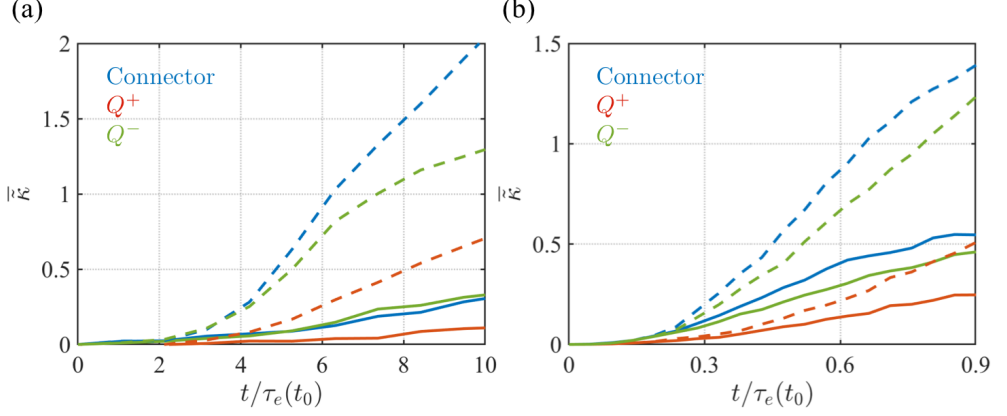 (a)
2
1.5
1
0.5
0
0
2
4
6
8
10
Connector
Q⁺
Q⁻
κ̃̅
t/τₑ(t₀)
(b)
1.5
1
0.5
0
0
0.3
0.6
0.9
Connector
Q⁺
Q⁻
κ̃̅
t/τₑ(t₀)